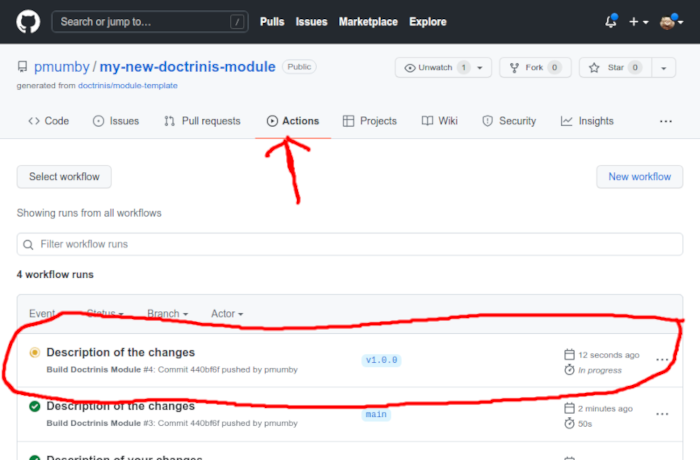 Search or jump to... / Pulls Issues Marketplace Explore
pmumby / my-new-doctrinis-module Public Unwatch 1 Fork 0 Star 0
generated from doctrinis/module-template
Code Issues Pull requests Actions Projects Wiki Security Insights ...
Select workflow New workflow
Showing runs from all workflows
Filter workflow runs
4 workflow runs
Event Status Branch Actor
Description of the changes v1.0.0 12 seconds ago ...
Build Doctrinis Module #4: Commit 440bf6f pushed by pmumby In progress
Description of the changes main 2 minutes ago ...
Build Doctrinis Module #3: Commit 440bf6f pushed by pmumby 50s
Description of your changes